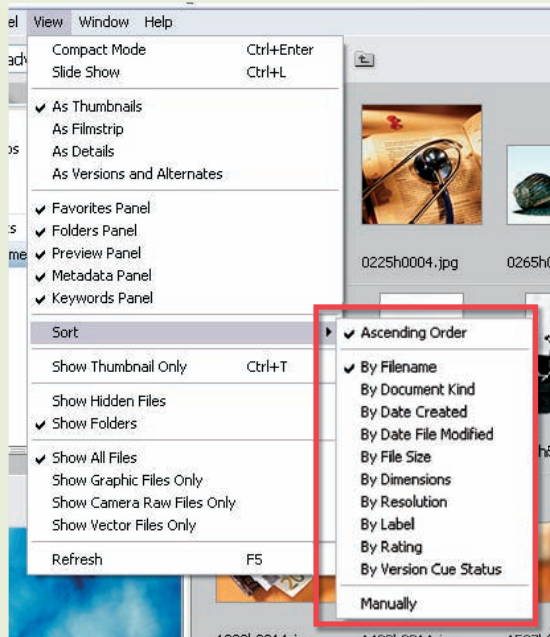 View Window Help
Compact Mode Ctrl+Enter
Slide Show Ctrl+L
As Thumbnails
As Filmstrip
As Details
As Versions and Alternates
Favorites Panel
Folders Panel
Preview Panel
Metadata Panel
Keywords Panel
Sort
Show Thumbnail Only Ctrl+T
Show Hidden Files
Show Folders
Show All Files
Show Graphic Files Only
Show Camera Raw Files Only
Show Vector Files Only
Refresh F5
0225h0004.jpg
Ascending Order
By Filename
By Document Kind
By Date Created
By Date File Modified
By File Size
By Dimensions
By Resolution
By Label
By Rating
By Version Cue Status
Manually